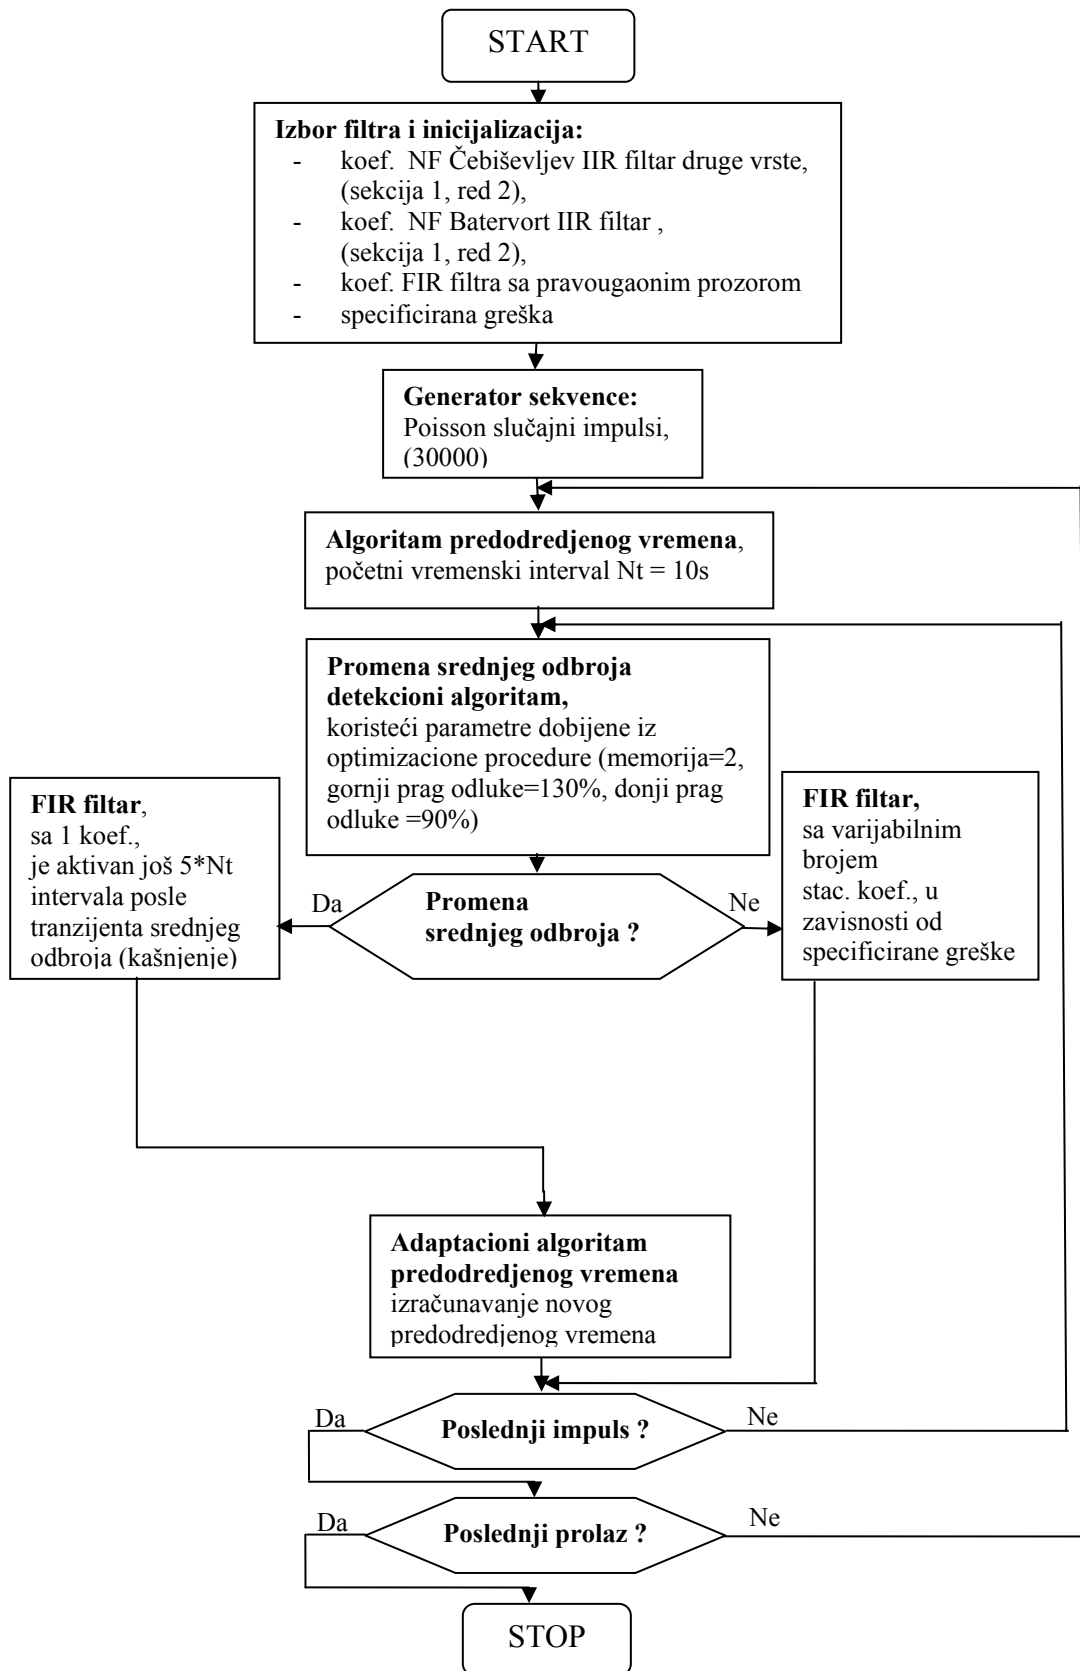 START
Izbor filtra i inicijalizacija:
- koef. NF Čebiševljev IIR filtar druge vrste,
(sekcija 1, red 2),
- koef. NF Batervort IIR filtar ,
(sekcija 1, red 2),
- koef. FIR filtra sa pravougaonim prozorom
- specificirana greška
Generator sekvence:
Poisson slučajni impulsi,
(30000)
Algoritam predodredjenog vremena,
početni vremenski interval Nt = 10s
Promena srednjeg odbroja
detekcioni algoritam,
koristeći parametre dobijene iz
optimizacione procedure (memorija=2,
gornji prag odluke=130%, donji prag
odluke =90%)
FIR filtar,
sa 1 koef.,
je aktivan još 5*Nt
intervala posle
tranzijenta srednjeg
odbroja (kašnjenje)
Da
Promena
srednjeg odbroja ?
Ne
FIR filtar,
sa varijabilnim
brojem
stac. koef., u
zavisnosti od
specificirane greške
Adaptacioni algoritam
predodredjenog vremena
izračunavanje novog
predodredjenog vremena
Da
Poslednji impuls ?
Ne
Da
Poslednji prolaz ?
Ne
STOP